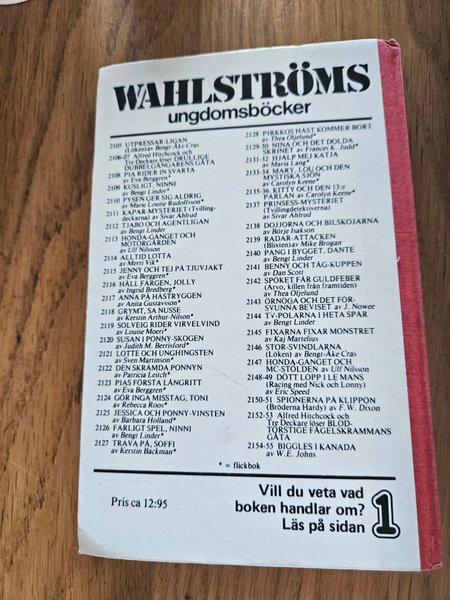 WAHLSTRÖMS
ungdomsböcker
2105 UTPRESSAR-LIGAN
(Löken) av Bengt-Åke Cras
2106-07 Alfred Hitchcock och
Tre Deckare löser DRULLIGE
DUBBELGÅNGARENS GÅTA
2108 PIA RIDER IN SVARTA
av Eva Berggren*
2109 KUSLIGT, NINNI
av Bengt Linder*
2110 PYSEN GER SIG ALDRIG
av Marie Louise Rudolfsson*
2111 KAPAR-MYSTERIET (Tvilling-
deckarna) av Sivar Ahlrud
2112 TJABO OCH AGENTLIGAN
av Bengt Linder
2113 HONDA-GÄNGET OCH
MOTORGÅRDEN
av Ulf Nilsson
2114 ALLTID LOTTA
av Merri Vik*
2115 JENNY OCH TEJ PÅ TJUVJAKT
av Eva Berggren*
2116 HÅLL FÄRGEN, JOLLY
av Ingrid Bredberg*
2117 ANNA PÅ HÄSTRYGGEN
av Anita Gustavsson*
2118 GRYMT, SA NUSSE
av Kerstin Arthur-Nilson*
2119 SOLVEIG RIDER VIRVELVIND
av Louise Moeri*
2120 SUSAN I PONNY-SKOGEN
av Judith M. Berrisford*
2121 LOTTE OCH UNGHINGSTEN
av Sven Martinson*
2122 DEN SKRÄMDA PONNYN
av Patricia Leitch*
2123 PIAS FÖRSTA LÅNGRITT
av Eva Berggren*
2124 GÖR INGA MISSTAG, TONI
av Rebecca Roos*
2125 JESSICA OCH PONNY-VINSTEN
av Barbara Holland*
2126 FARLIGT SPEL, NINNI
av Bengt Linder*
2127 TRAVA PÅ, SOFFI
av Kerstin Backman*
2128 PIRKKOS HÄST KOMMER BORT
av Thea Oljelund*
2129-30 NINA OCH DET DOLDA
SKRINET av Frances K. Judd*
2131-32 HJÄLP MEJ KATJA
av Maria Lang*
2133-34 MARY, LOU OCH DEN
MYSTISKA SJÖN
av Carolyn Keene*
2135-36 KITTY OCH DEN 13:e
PÄRLAN av Carolyn Keene*
2137 PRINSESS-MYSTERIET
(Tvillingdetektiverna)
av Sivar Ahlrud
2138 DOJJORNA OCH BILSKOJARNA
av Börje Isakson
2139 RADAR-ATTACKEN
(Blixten) av Mike Brogan
2140 PANG I BYGGET, DANTE
av Bengt Linder
2141 BENNY OCH TÅG-KUPPEN
av Dan Scott
2142 SPÖKET FÅR GULDFEBER
(Arvo, killen från framtiden)
av Thea Oljelund
2143 ÖRNÖGA OCH DET FÖR-
SVUNNA BEVISET av J. Nowee
2144 TV-POLARNA I HETA SPÅR
av Bengt Linder
2145 FIXARNA FIXAR MONSTRET
av Kaj Martelius
2146 STOR-SVINDLARNA
(Löken) av Bengt-Åke Cras
2147 HONDA-GÄNGET OCH
MC-STÖLDEN av Ulf Nilsson
2148-49 DÖTT LOPP I LE MANS
(Racing med Nick och Lonny)
av Eric Speed
2150-51 SPIONERNA PÅ KLIPPON
(Bröderna Hardy) av F.W. Dixon
2152-53 Alfred Hitchcock och
Tre Deckare löser BLOD-
TÖRSTIGE FÅGELSKRÄMMANS
GÅTA
2154-55 BIGGLES I KANADA
av W.E. Johns
* = flickbok
Pris ca 12:95
Vill du veta vad
boken handlar om?
Läs på sidan 1